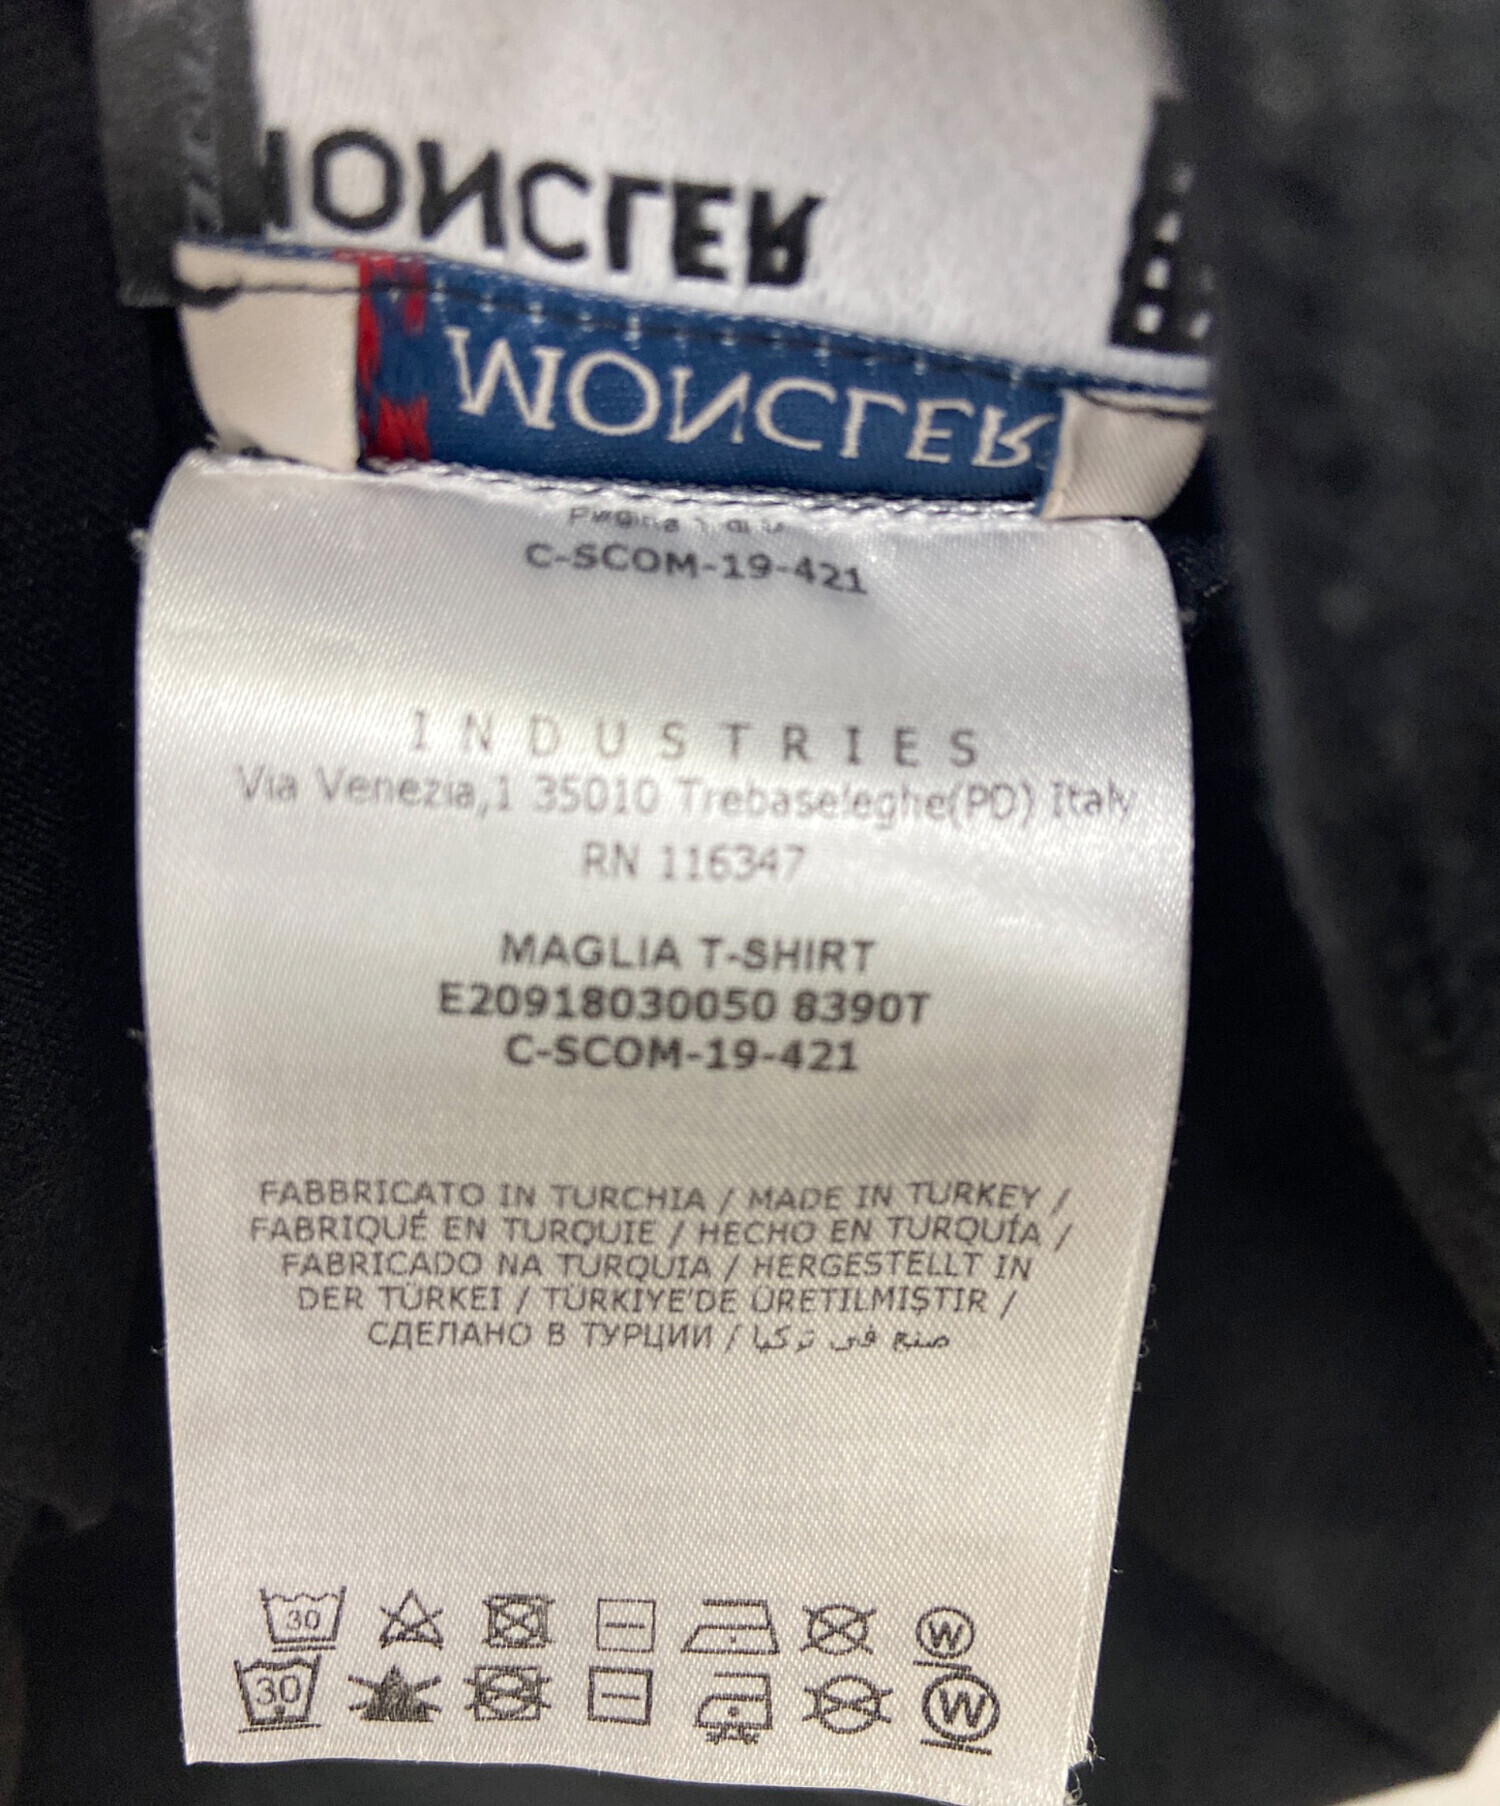 MONCLER
MONCLER
C-SCOM-19-421
INDUSTRIES
Via Venezia,1 35010 Trebaseleghe(PD) Italy
RN 116347
MAGLIA T-SHIRT
E20918030050 8390T
C-SCOM-19-421
FABBRICATO IN TURCHIA / MADE IN TURKEY /
FABRIQUÉ EN TURQUIE / HECHO EN TURQUÍA /
FABRICADO NA TURQUIA / HERGESTELLT IN
DER TÜRKEI / TÜRKIYE'DE ÜRETILMIŞTIR /
СДЕЛАНО В ТУРЦИИ / صنع في تركيا
30 W
30 W